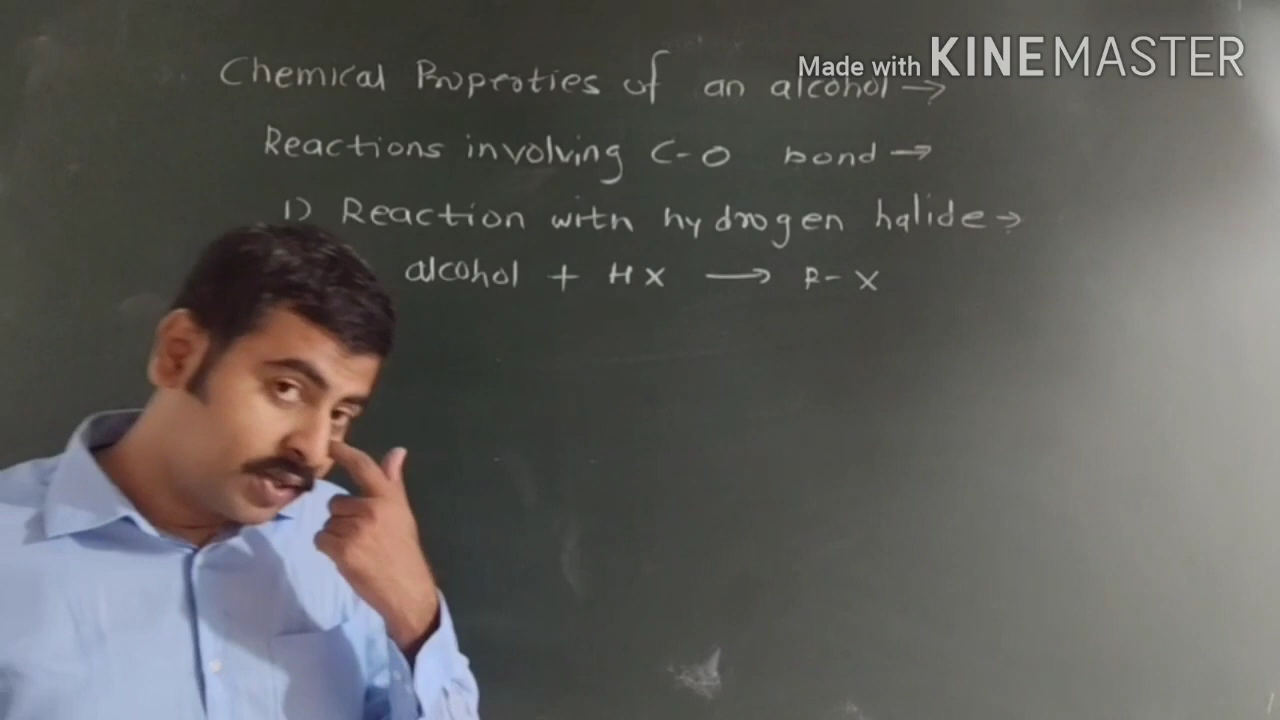 Made with KINEMASTER
Chemical Properties of an alcohol →
Reactions involving C-O bond →
1) Reaction with hydrogen halide →
alcohol + HX → R-X